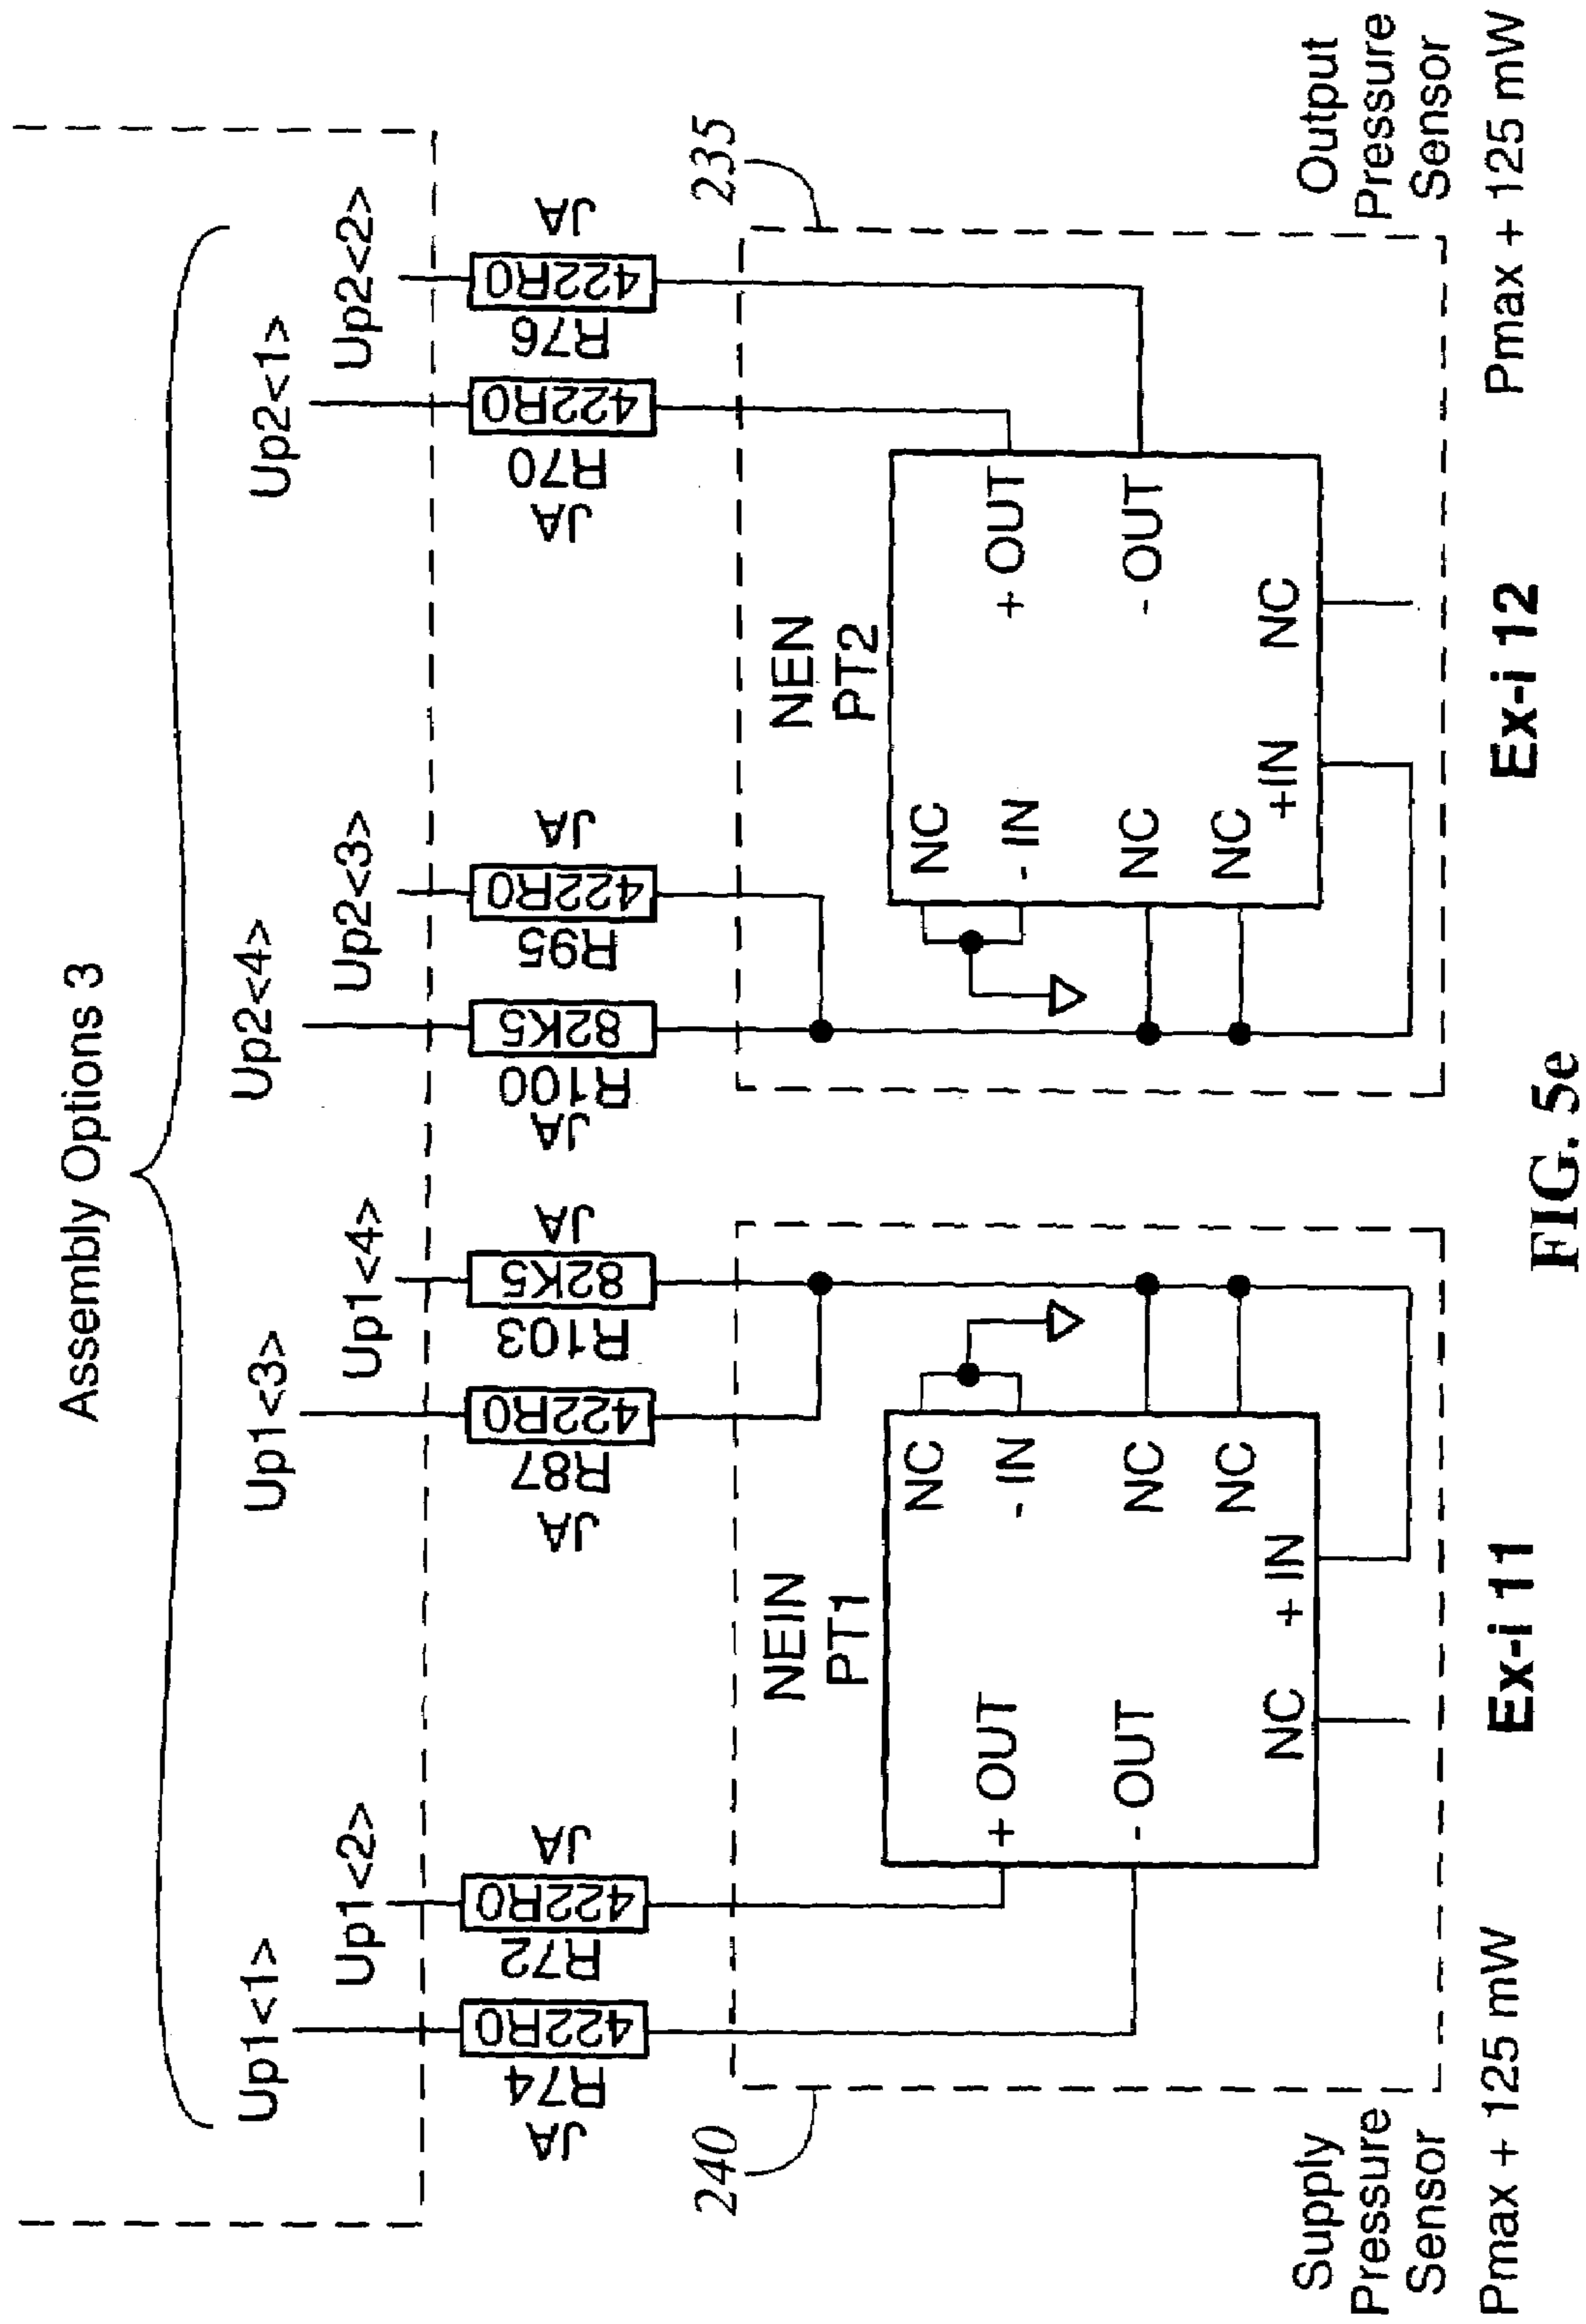 Assembly Options 3
Up1<1>
Up1<2>
Up1<3>
Up1<4>
Up2<4>
Up2<3>
Up2<1>
Up2<2>
JA
R74
422R0
R72
422R0
JA
JA
R87
422R0
R103
82K5
JA
JA
R100
82K5
R95
422R0
JA
JA
R70
422R0
R76
422R0
JA
240
235
NEIN
PT1
+ OUT
- OUT
NC
+ IN
NC
- IN
NC
NC
NEN
PT2
NC
- IN
NC
NC
+IN
NC
+ OUT
- OUT
Supply
Pressure
Sensor
Pmax + 125 mW
Ex-i 11
Ex-i 12
Output
Pressure
Sensor
Pmax + 125 mW
FIG. 5e